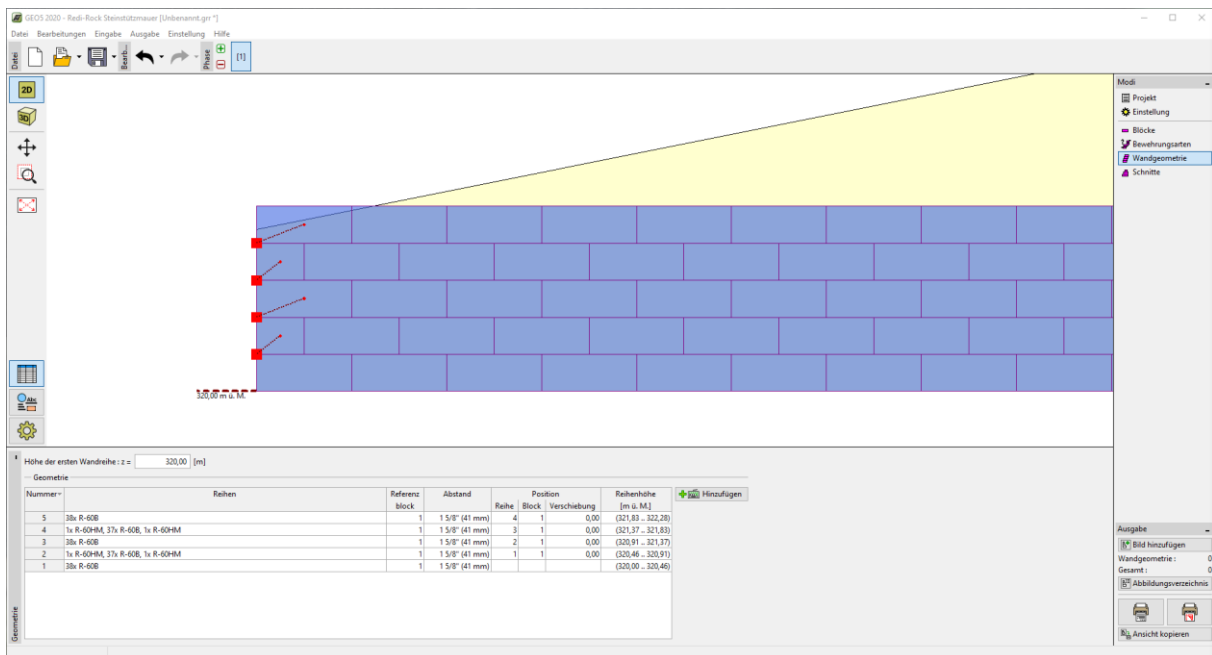 GEO5 2020 - Redi-Rock Steinstützmauer [Unbenannt.grr *]
Datei Bearbeitungen Eingabe Ausgabe Einstellung Hilfe
Datei
Bearb...
Phase
[1]
2D
3D
Abc
320,00 m ü. M.
Modi
Projekt
Einstellung
Blöcke
Bewehrungsarten
Wandgeometrie
Schnitte
Geometrie
Höhe der ersten Wandreihe : z = 320,00 [m]
Geometrie
Nummer Reihen Referenz Abstand Position Reihenhöhe
block Reihe Block Verschiebung [m ü. M.]
Hinzufügen
5 38x R-60B 1 1 5/8" (41 mm) 4 1 0,00 (321,83 .. 322,28)
4 1x R-60HM, 37x R-60B, 1x R-60HM 1 1 5/8" (41 mm) 3 1 0,00 (321,37 .. 321,83)
3 38x R-60B 1 1 5/8" (41 mm) 2 1 0,00 (320,91 .. 321,37)
2 1x R-60HM, 37x R-60B, 1x R-60HM 1 1 5/8" (41 mm) 1 1 0,00 (320,46 .. 320,91)
1 38x R-60B 1 1 5/8" (41 mm) (320,00 .. 320,46)
Ausgabe
Bild hinzufügen
Wandgeometrie : 0
Gesamt : 0
Abbildungsverzeichnis
Ansicht kopieren